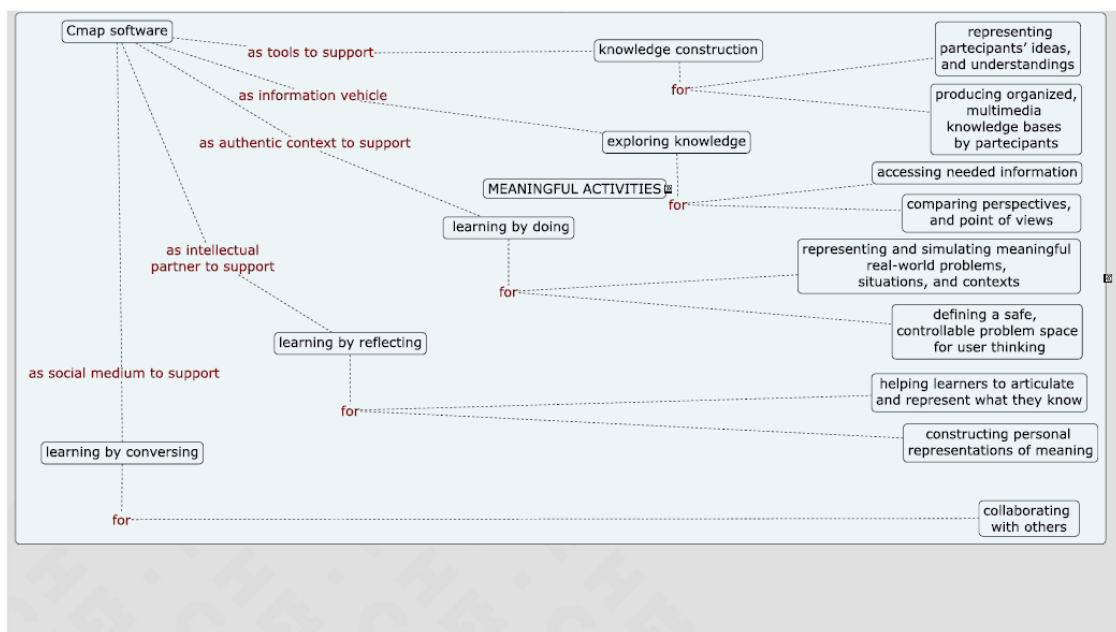 Cmap software
as tools to support
knowledge construction
for
representing
partecipants' ideas,
and understandings
producing organized,
multimedia
knowledge bases
by partecipants
as information vehicle
exploring knowledge
for
accessing needed information
comparing perspectives,
and point of views
MEANINGFUL ACTIVITIES
as authentic context to support
learning by doing
for
representing and simulating meaningful
real-world problems,
situations, and contexts
defining a safe,
controllable problem space
for user thinking
as intellectual
partner to support
learning by reflecting
for
helping learners to articulate
and represent what they know
constructing personal
representations of meaning
as social medium to support
learning by conversing
for
collaborating
with others